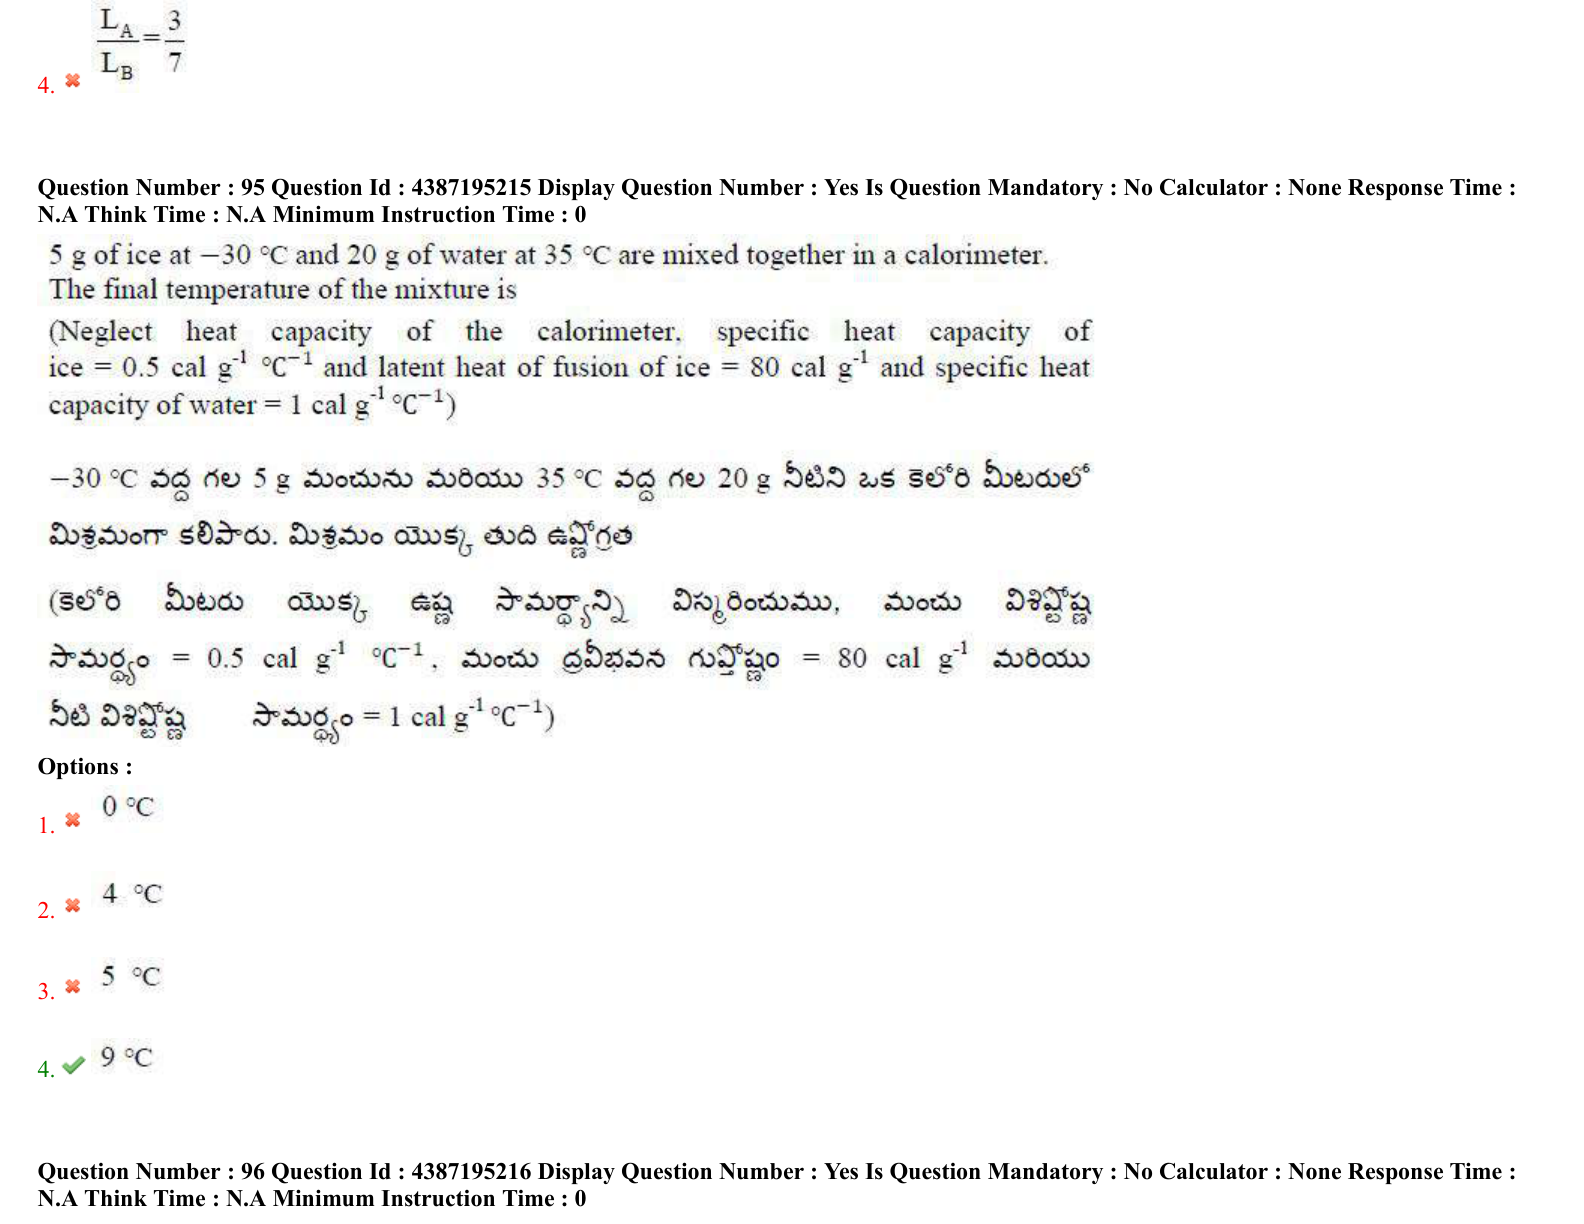 L_A / L_B = 3 / 7
4.
Question Number : 95 Question Id : 4387195215 Display Question Number : Yes Is Question Mandatory : No Calculator : None Response Time :
N.A Think Time : N.A Minimum Instruction Time : 0
5 g of ice at −30 °C and 20 g of water at 35 °C are mixed together in a calorimeter.
The final temperature of the mixture is
(Neglect heat capacity of the calorimeter, specific heat capacity of
ice = 0.5 cal g⁻¹ °C⁻¹ and latent heat of fusion of ice = 80 cal g⁻¹ and specific heat
capacity of water = 1 cal g⁻¹ °C⁻¹)
−30 °C వద్ద గల 5 g మంచును మరియు 35 °C వద్ద గల 20 g నీటిని ఒక కెలోరి మీటరులో
మిశ్రమంగా కలిపారు. మిశ్రమం యొక్క తుది ఉష్ణోగ్రత
(కెలోరి మీటరు యొక్క ఉష్ణ సామర్థ్యాన్ని విస్మరించుము, మంచు విశిష్టోష్ణ
సామర్థ్యం = 0.5 cal g⁻¹ °C⁻¹, మంచు ద్రవీభవన గుప్తోష్ణం = 80 cal g⁻¹ మరియు
నీటి విశిష్టోష్ణ సామర్థ్యం = 1 cal g⁻¹ °C⁻¹)
Options :
1. 0 °C
2. 4 °C
3. 5 °C
4. 9 °C
Question Number : 96 Question Id : 4387195216 Display Question Number : Yes Is Question Mandatory : No Calculator : None Response Time :
N.A Think Time : N.A Minimum Instruction Time : 0